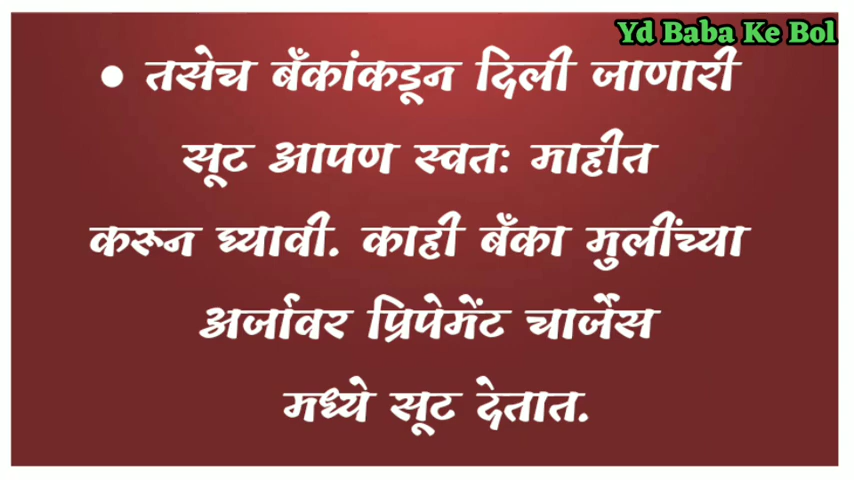 Yd Baba Ke Bol
• तसेच बँकांकडून दिली जाणारी
सूट आपण स्वतः माहीत
करून घ्यावी. काही बँका मुलींच्या
अर्जावर प्रिपेमेंट चार्जेस
मध्ये सूट देतात.